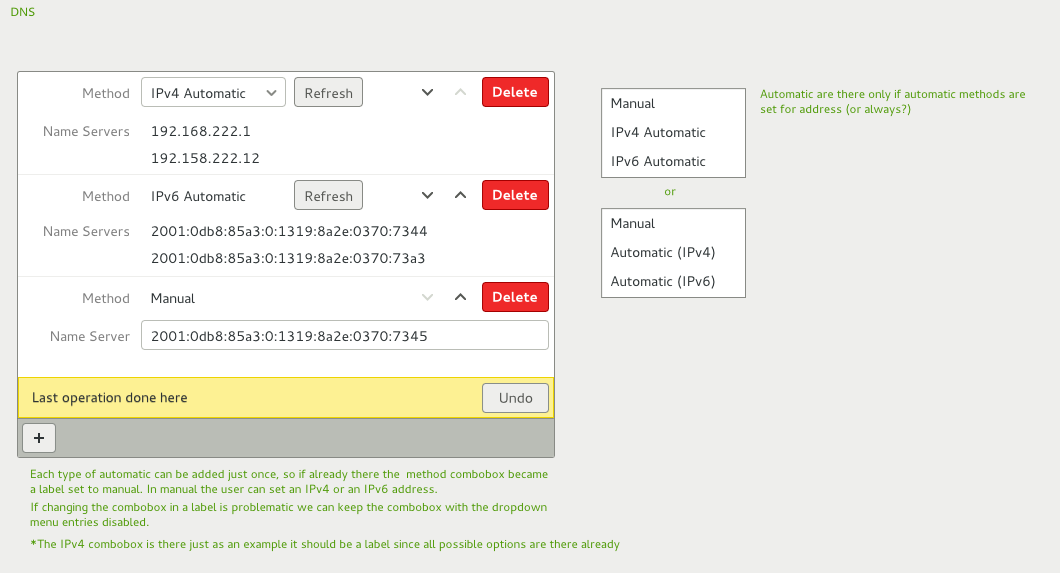 DNS
Method IPv4 Automatic Refresh Delete
Name Servers 192.168.222.1
192.158.222.12
Method IPv6 Automatic Refresh Delete
Name Servers 2001:0db8:85a3:0:1319:8a2e:0370:7344
2001:0db8:85a3:0:1319:8a2e:0370:73a3
Method Manual Delete
Name Server 2001:0db8:85a3:0:1319:8a2e:0370:7345
Last operation done here Undo
+
Manual
IPv4 Automatic
IPv6 Automatic
or
Manual
Automatic (IPv4)
Automatic (IPv6)
Automatic are there only if automatic methods are
set for address (or always?)
Each type of automatic can be added just once, so if already there the method combobox became
a label set to manual. In manual the user can set an IPv4 or an IPv6 address.
If changing the combobox in a label is problematic we can keep the combobox with the dropdown
menu entries disabled.
*The IPv4 combobox is there just as an example it should be a label since all possible options are there already